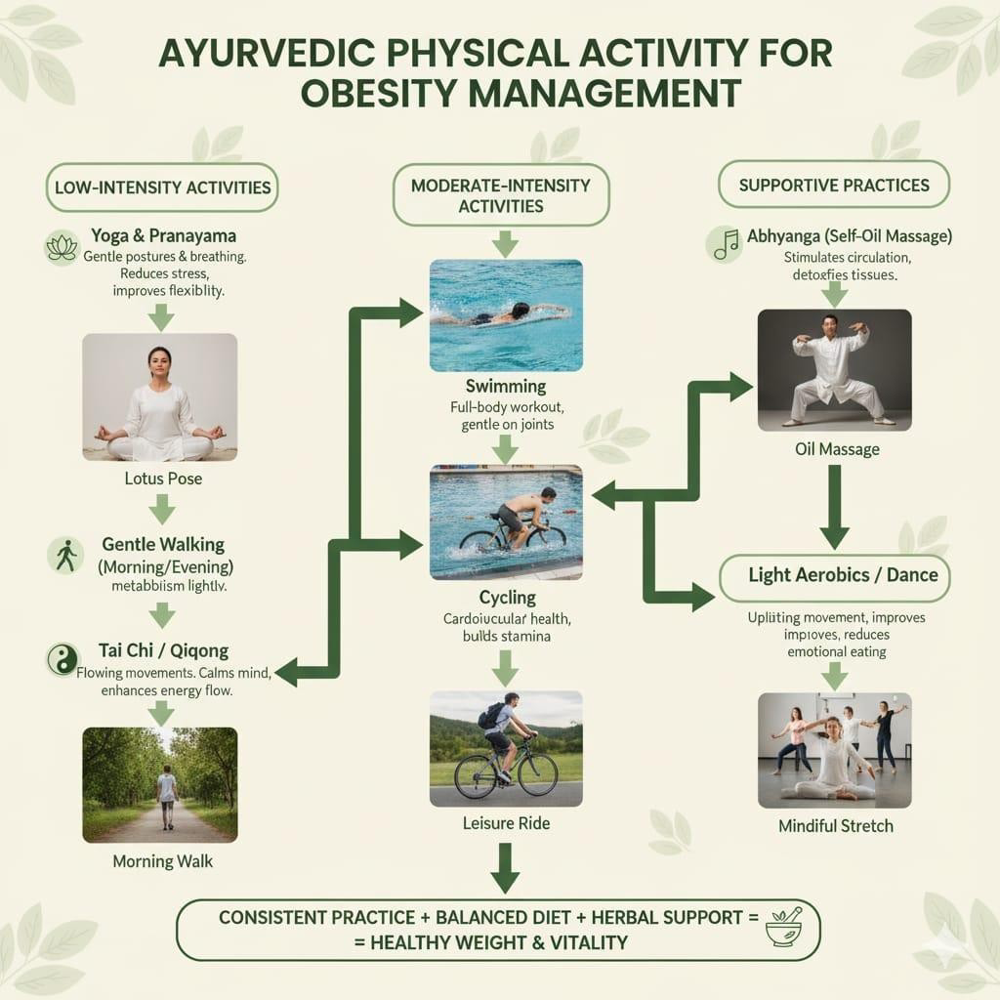 AYURVEDIC PHYSICAL ACTIVITY FOR
OBESITY MANAGEMENT
LOW-INTENSITY ACTIVITIES
Yoga & Pranayama
Gentle postures & breathing.
Reduces stress,
improves flexiblity.
Lotus Pose
Gentle Walking
(Morning/Evening)
metabbiism lightly.
Tai Chi / Qiqong
Flowing movements. Calms mind,
enhances energy flow.
Morning Walk
MODERATE-INTENSITY
ACTIVITIES
Swimming
Full-body workout,
gentle on joints
Cycling
health,
builds stamina
Leisure Ride
SUPPORTIVE PRACTICES
Abhyanga (Self-Oil Massage)
Stimulates circulation,
detoxfies tissues.
Oil Massage
Light Aerobics / Dance
movement, improves
improves, reduces
emotional eating
Mindiful Stretch
CONSISTENT PRACTICE + BALANCED DIET + HERBAL SUPPORT =
= HEALTHY WEIGHT & VITALITY